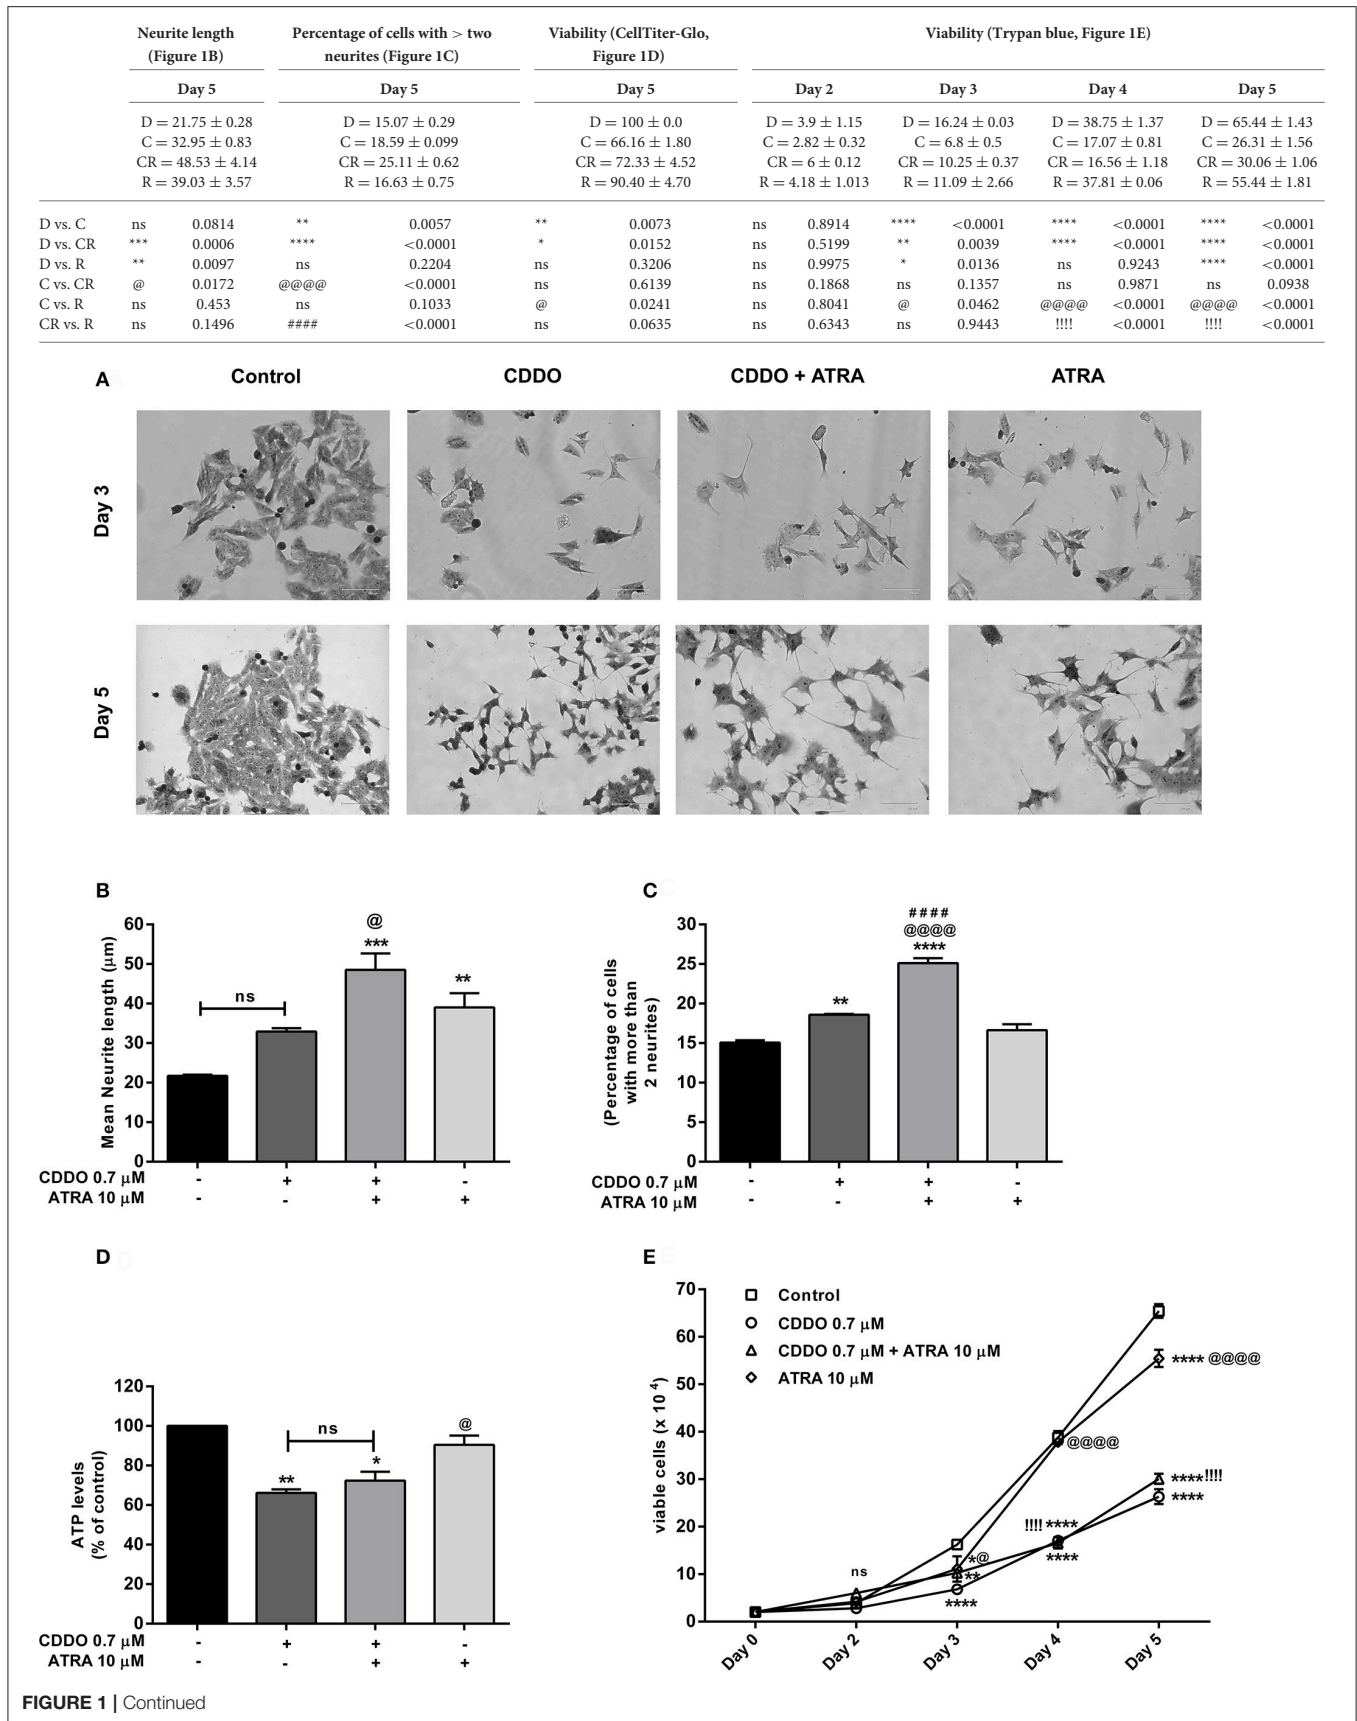 Neurite length Percentage of cells with > two Viability (CellTiter-Glo, Viability (Trypan blue, Figure 1E)
(Figure 1B) neurites (Figure 1C) Figure 1D)
Day 5 Day 5 Day 5 Day 2 Day 3 Day 4 Day 5
D = 21.75 ± 0.28 D = 15.07 ± 0.29 D = 100 ± 0.0 D = 3.9 ± 1.15 D = 16.24 ± 0.03 D = 38.75 ± 1.37 D = 65.44 ± 1.43
C = 32.95 ± 0.83 C = 18.59 ± 0.099 C = 66.16 ± 1.80 C = 2.82 ± 0.32 C = 6.8 ± 0.5 C = 17.07 ± 0.81 C = 26.31 ± 1.56
CR = 48.53 ± 4.14 CR = 25.11 ± 0.62 CR = 72.33 ± 4.52 CR = 6 ± 0.12 CR = 10.25 ± 0.37 CR = 16.56 ± 1.18 CR = 30.06 ± 1.06
R = 39.03 ± 3.57 R = 16.63 ± 0.75 R = 90.40 ± 4.70 R = 4.18 ± 1.013 R = 11.09 ± 2.66 R = 37.81 ± 0.06 R = 55.44 ± 1.81
D vs. C ns 0.0814 ** 0.0057 ** 0.0073 ns 0.8914 **** <0.0001 **** <0.0001 **** <0.0001
D vs. CR *** 0.0006 **** <0.0001 * 0.0152 ns 0.5199 ** 0.0039 **** <0.0001 **** <0.0001
D vs. R ** 0.0097 ns 0.2204 ns 0.3206 ns 0.9975 * 0.0136 ns 0.9243 **** <0.0001
C vs. CR @ 0.0172 @@@@ <0.0001 ns 0.6139 ns 0.1868 ns 0.1357 ns 0.9871 ns 0.0938
C vs. R ns 0.453 ns 0.1033 @ 0.0241 ns 0.8041 @ 0.0462 @@@@ <0.0001 @@@@ <0.0001
CR vs. R ns 0.1496 #### <0.0001 ns 0.0635 ns 0.6343 ns 0.9443 !!!! <0.0001 !!!! <0.0001
A Control CDDO CDDO + ATRA ATRA
Day 3
Day 5
B
Mean Neurite length (µm)
60
50
40
30
20
10
0
ns
@
***
**
CDDO 0.7 µM - + + -
ATRA 10 µM - - + +
C
(Percentage of cells
with more than
2 neurites)
30
25
20
15
10
5
0
**
####
@@@@
****
CDDO 0.7 µM - + + -
ATRA 10 µM - - + +
D
ATP levels
(% of control)
120
100
80
60
40
20
0
ns
**
*
@
CDDO 0.7 µM - + + -
ATRA 10 µM - - + +
E
viable cells (x 10 4)
70
60
50
40
30
20
10
0
Control
CDDO 0.7 µM
CDDO 0.7 µM + ATRA 10 µM
ATRA 10 µM
**** @@@@
@@@@
****!!!!
****
!!!! ****
****
ns
*@
**
****
Day 0 Day 2 Day 3 Day 4 Day 5
FIGURE 1 | Continued